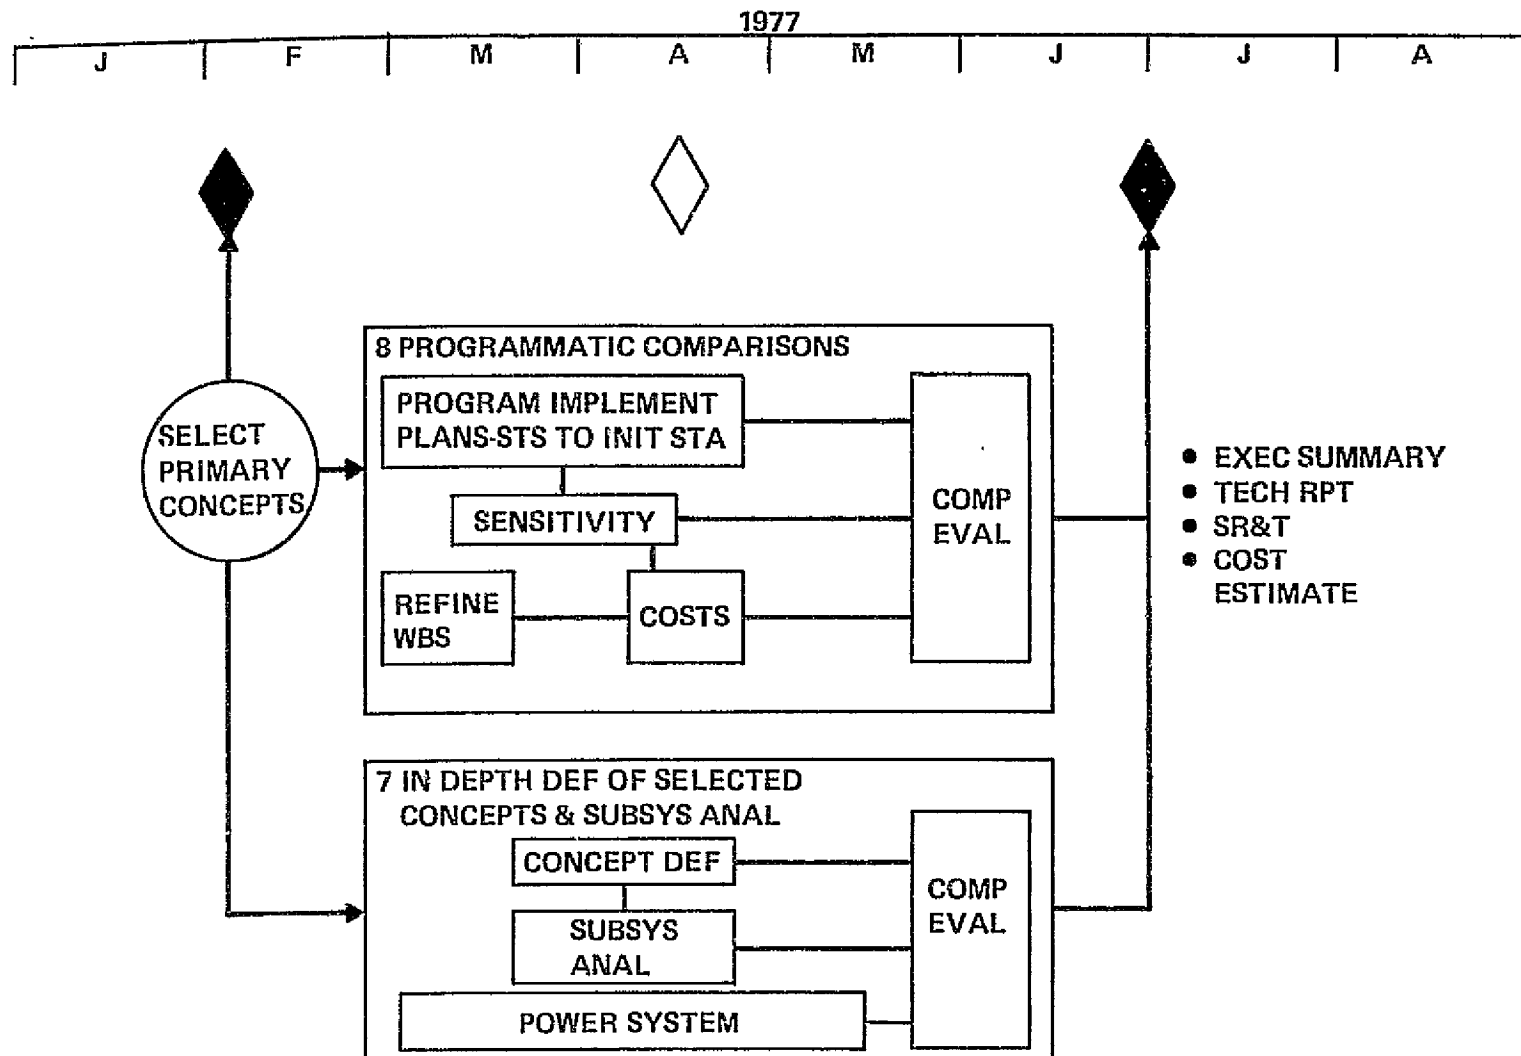 1977
J F M A M J J A
8 PROGRAMMATIC COMPARISONS
PROGRAM IMPLEMENT
PLANS-STS TO INIT STA
SENSITIVITY
REFINE
WBS
COSTS
COMP
EVAL
SELECT
PRIMARY
CONCEPTS
• EXEC SUMMARY
• TECH RPT
• SR&T
• COST
ESTIMATE
7 IN DEPTH DEF OF SELECTED
CONCEPTS & SUBSYS ANAL
CONCEPT DEF
SUBSYS
ANAL
POWER SYSTEM
COMP
EVAL